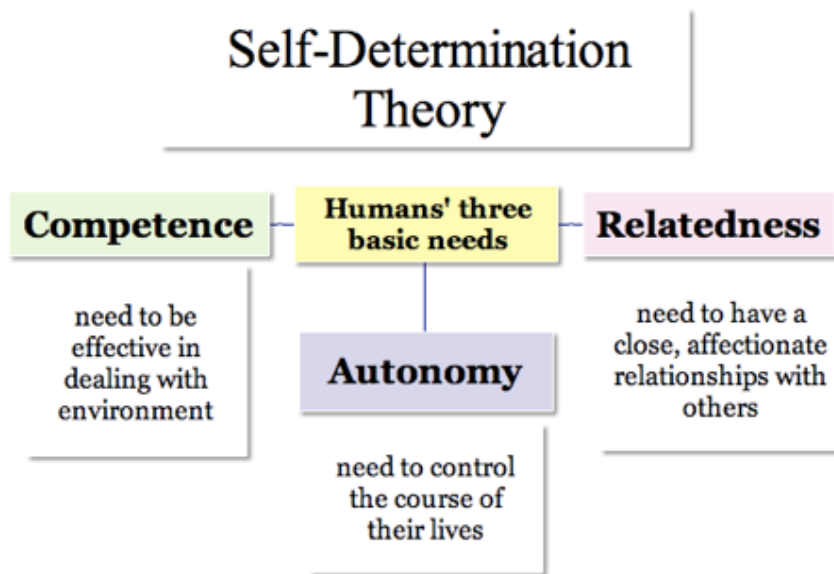 Self-Determination
Theory
Competence
Humans' three
basic needs
Relatedness
need to be
effective in
dealing with
environment
Autonomy
need to control
the course of
their lives
need to have a
close, affectionate
relationships with
others